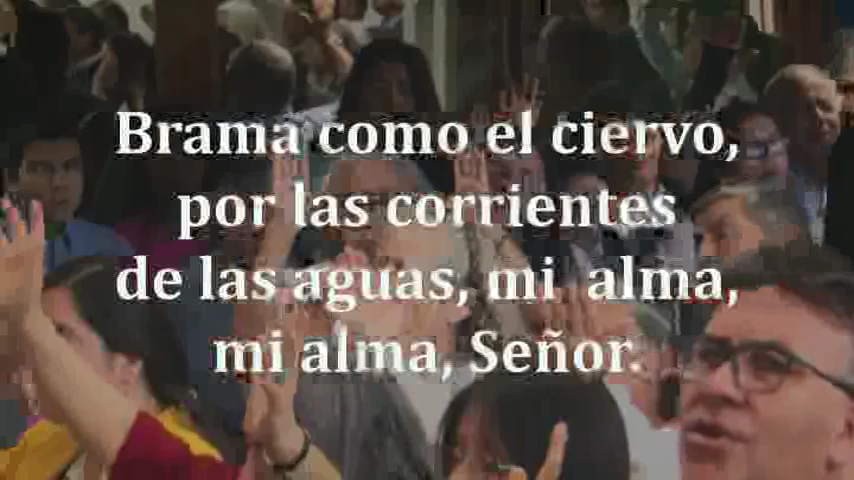 Brama como el ciervo,
por las corrientes
de las aguas, mi alma,
mi alma, Señor.